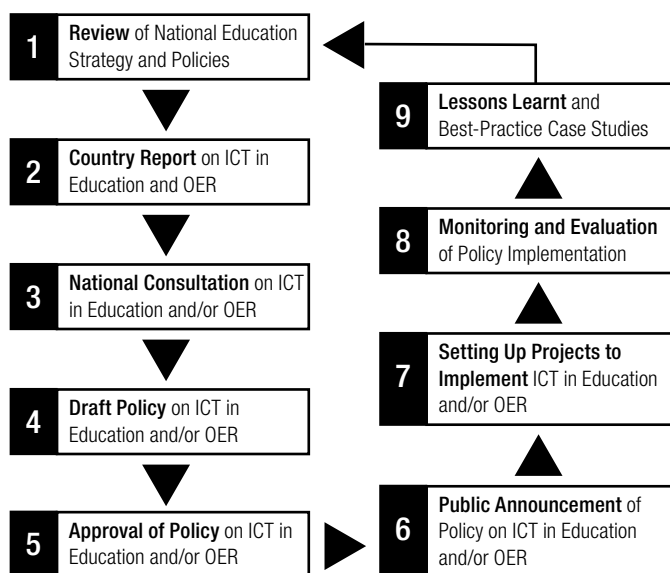 1
Review of National Education
Strategy and Policies
2
Country Report on ICT in
Education and OER
3
National Consultation on ICT
in Education and/or OER
4
Draft Policy on ICT in
Education and/or OER
5
Approval of Policy on ICT in
Education and/or OER
6
Public Announcement of
Policy on ICT in Education
and/or OER
7
Setting Up Projects to
Implement ICT in Education
and/or OER
8
Monitoring and Evaluation
of Policy Implementation
9
Lessons Learnt and
Best-Practice Case Studies